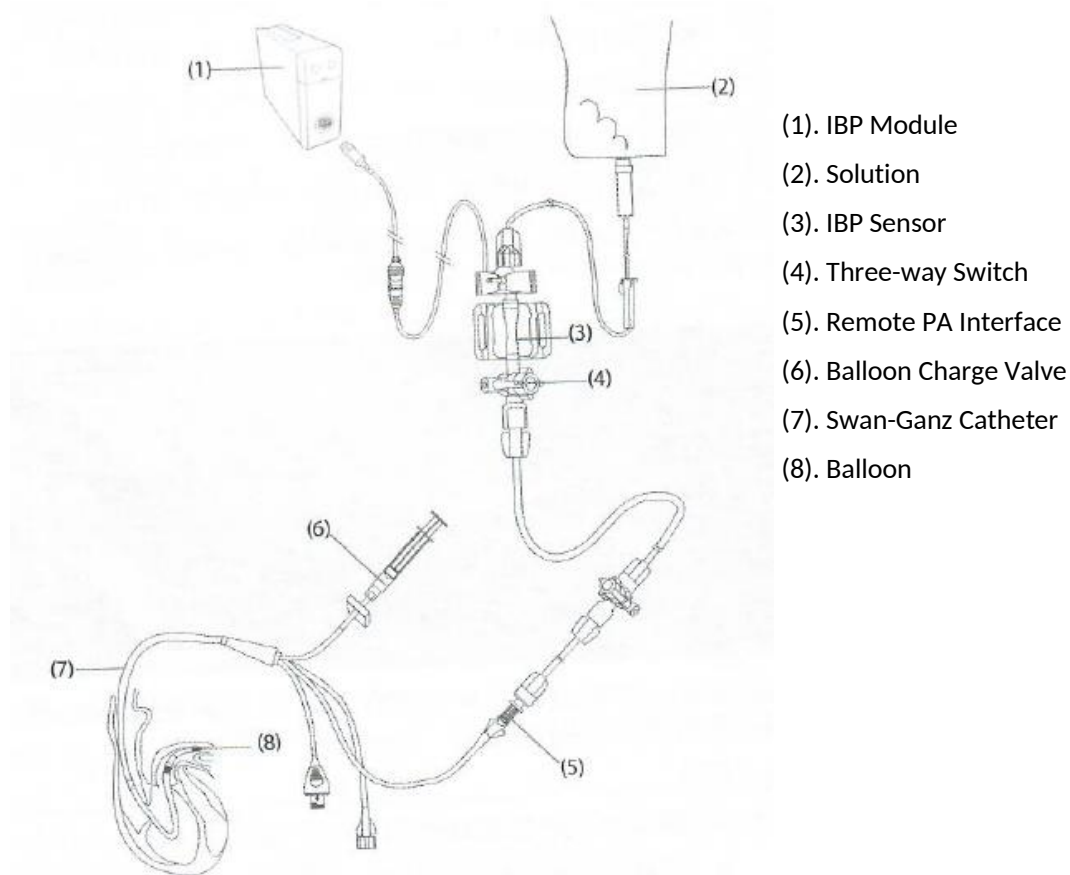 (1)
(2)
(1). IBP Module
(2). Solution
(3). IBP Sensor
(3)
(4). Three-way Switch
(4)
(5). Remote PA Interface
(6). Balloon Charge Valve
(7). Swan-Ganz Catheter
(8). Balloon
(6)
(7)
(8)
(5)